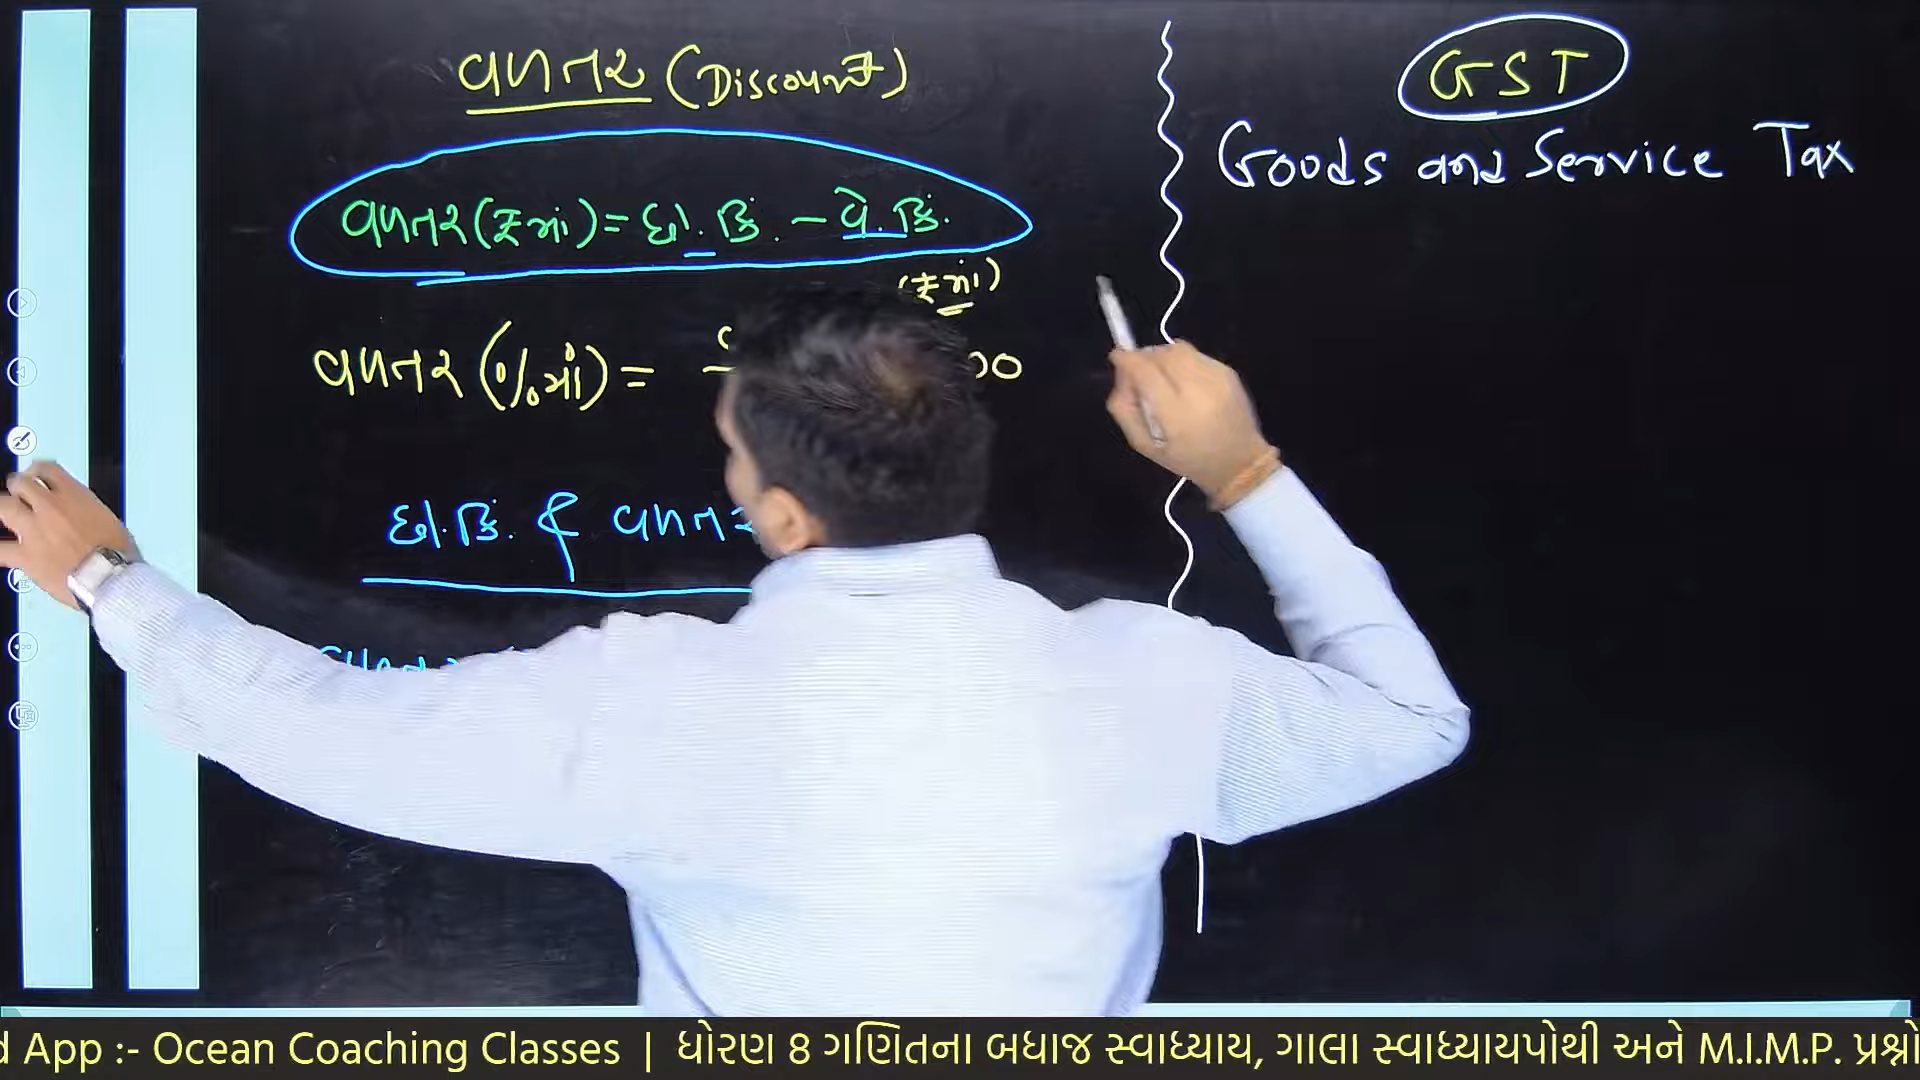 વળતર (Discount)
વળતર (₹માં) = છા. કિં. - વે. કિં.
(₹માં)
વળતર (%માં) =
છા. કિં. ર્ વળતર
GST
Goods and Service Tax
App :- Ocean Coaching Classes | ધોરણ 8 ગણિતના બધાજ સ્વાધ્યાય, ગાલા સ્વાધ્યાયપોથી અને M.I.M.P. પ્રશ્નો